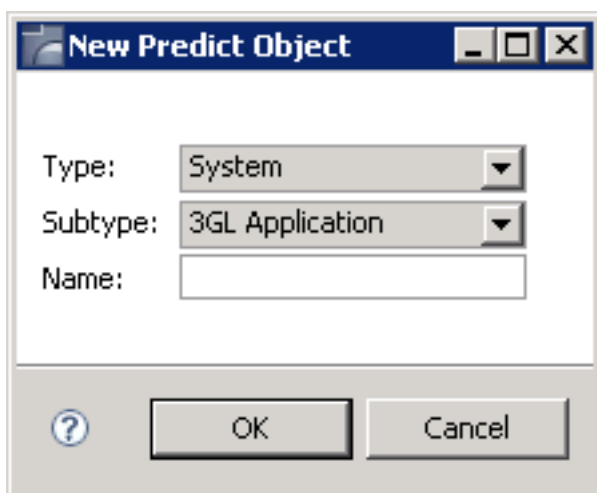 New Predict Object
Type: System
Subtype: 3GL Application
Name:
? OK Cancel